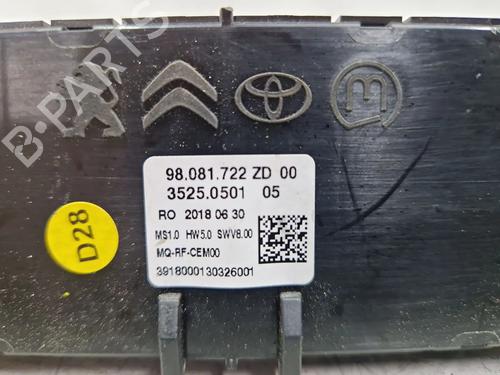 B-PARTS
98.081.722 ZD 00
3525.0501 05
RO 2018 06 30
MS1.0 HW5.0 SWV8.00
MQ-RF-CEM00
3918000130326001
D28